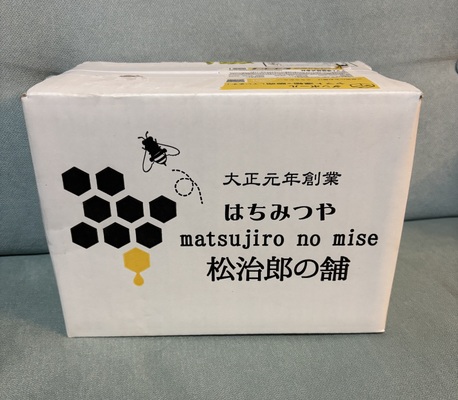 大正元年創業
はちみつや
matsujiro no mise
松治郎の舗